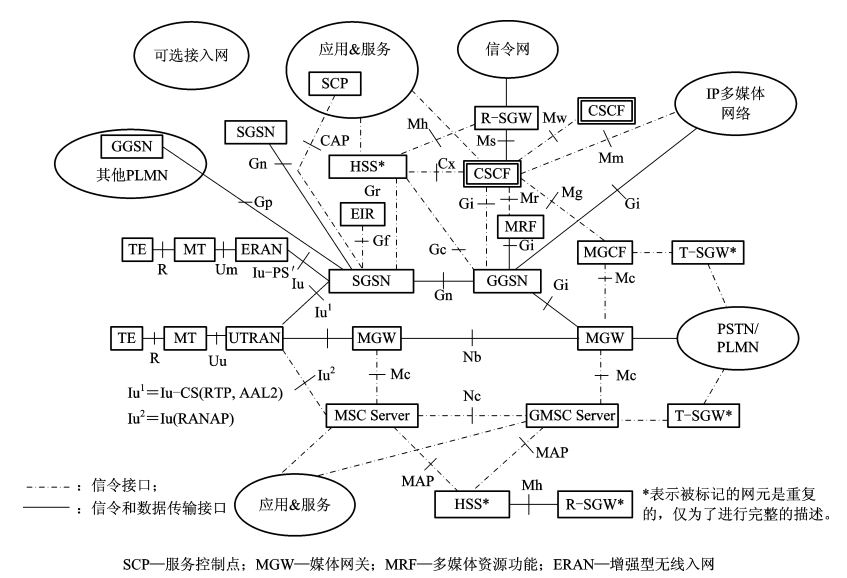 可选接入网
应用&服务
SCP
信令网
IP多媒体
网络
CSCF
R-SGW
Mh
Mw
Ms
Mm
SGSN
CAP
GGSN
其他PLMN
Gn
HSS*
Cx
CSCF
Gp
Gr
Gi
Mr
Mg
Gi
EIR
MRF
Gf
Gc
Gi
TE
MT
ERAN
R
Um
Iu-PS
Iu
MGCF
T-SGW*
SGSN
GGSN
Gn
Gi
Mc
Iu¹
TE
MT
UTRAN
MGW
MGW
PSTN/
PLMN
R
Uu
Nb
Iu²
Mc
Mc
Iu¹=Iu-CS(RTP, AAL2)
Iu²=Iu(RANAP)
Nc
MSC Server
GMSC Server
T-SGW*
MAP
MAP
应用&服务
HSS*
Mh
R-SGW*
：信令接口；
：信令和数据传输接口
*表示被标记的网元是重复
的，仅为了进行完整的描述。
SCP—服务控制点；MGW—媒体网关；MRF—多媒体资源功能；ERAN—增强型无线入网